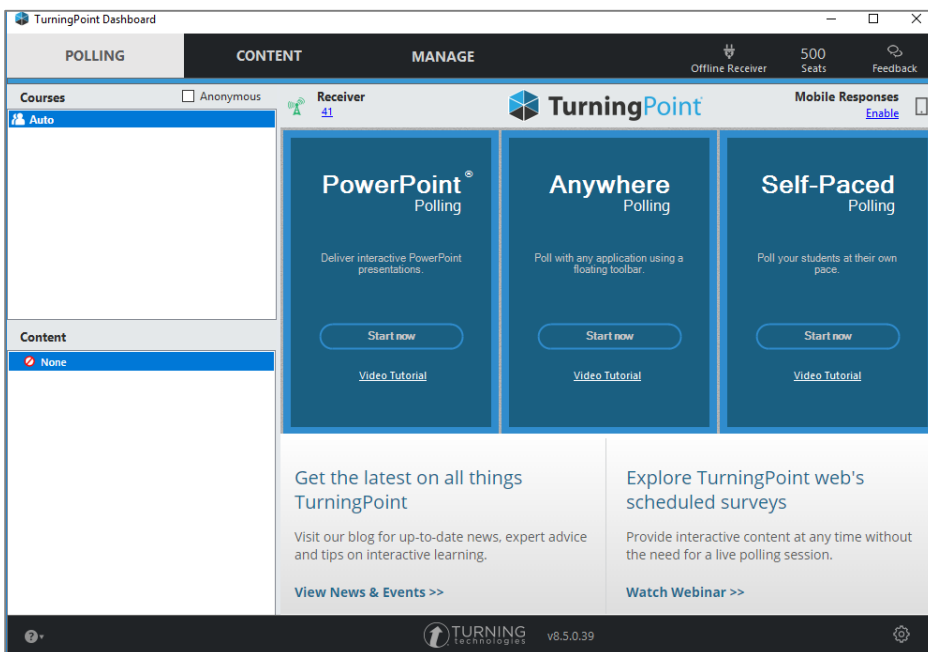 TurningPoint Dashboard
POLLING
CONTENT
MANAGE
Offline Receiver
500
Seats
Feedback
Courses
Anonymous
Auto
Receiver
41
TurningPoint
Mobile Responses
Enable
PowerPoint®
Polling
Deliver interactive PowerPoint
presentations.
Start now
Video Tutorial
Anywhere
Polling
Poll with any application using a
floating toolbar.
Start now
Video Tutorial
Self-Paced
Polling
Poll your students at their own
pace.
Start now
Video Tutorial
Content
None
Get the latest on all things
TurningPoint
Visit our blog for up-to-date news, expert advice
and tips on interactive learning.
View News & Events >>
Explore TurningPoint web's
scheduled surveys
Provide interactive content at any time without
the need for a live polling session.
Watch Webinar >>
TURNING
technologies
v8.5.0.39